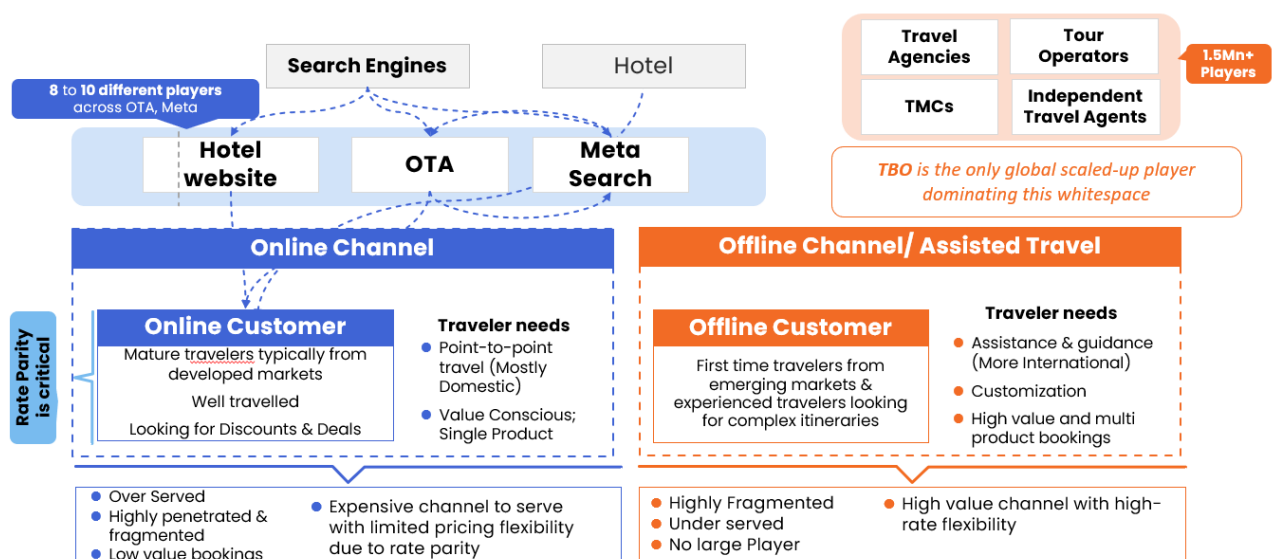 Search Engines
Hotel
8 to 10 different players
across OTA, Meta
Hotel
website
OTA
Meta
Search
Travel
Agencies
Tour
Operators
TMCs
Independent
Travel Agents
1.5Mn+
Players
TBO is the only global scaled-up player
dominating this whitespace
Online Channel
Rate Parity
is critical
Online Customer
Mature travelers typically from
developed markets
Well travelled
Looking for Discounts & Deals
Traveler needs
Point-to-point
travel (Mostly
Domestic)
Value Conscious;
Single Product
Over Served
Highly penetrated &
fragmented
Low value bookings
Expensive channel to serve
with limited pricing flexibility
due to rate parity
Offline Channel/ Assisted Travel
Offline Customer
First time travelers from
emerging markets &
experienced travelers looking
for complex itineraries
Traveler needs
Assistance & guidance
(More International)
Customization
High value and multi
product bookings
Highly Fragmented
Under served
No large Player
High value channel with high-
rate flexibility